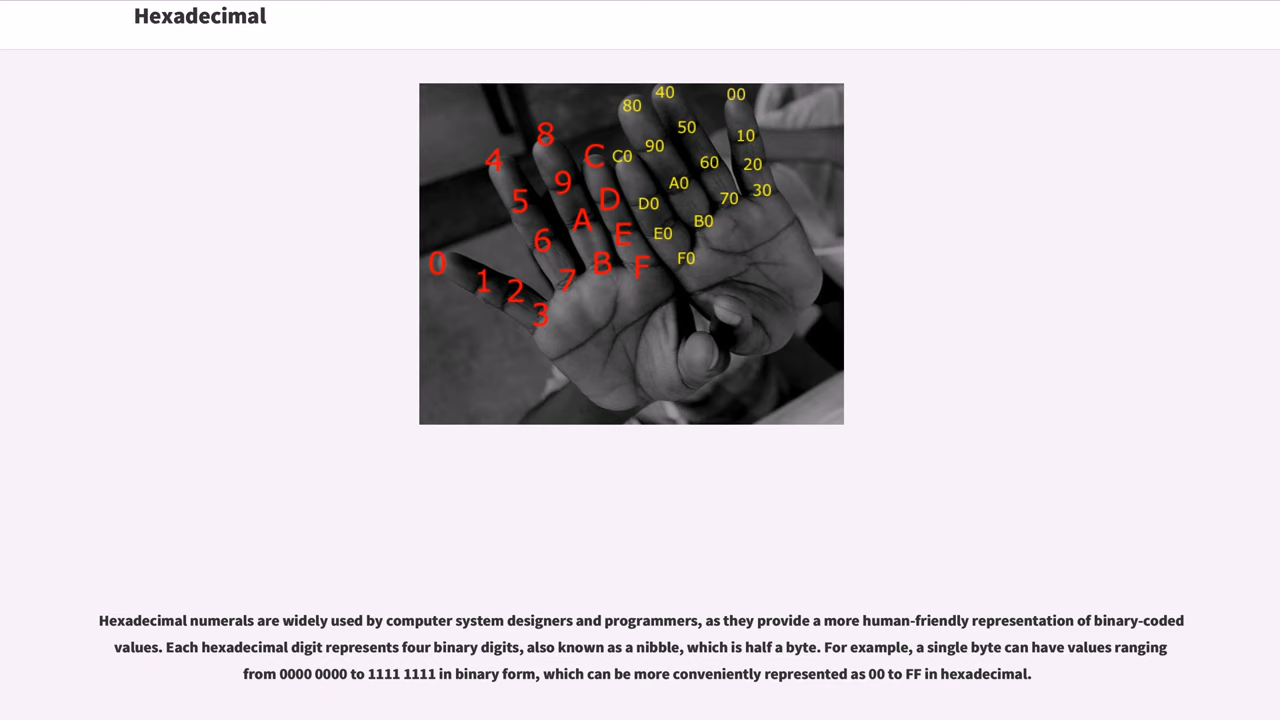 Hexadecimal
80 40 00
8 50 10
4 C C0 90 60 20
9 A0 70 30
5 D D0
A B0
6 E E0
0 B F F0
1 7
2
3
Hexadecimal numerals are widely used by computer system designers and programmers, as they provide a more human-friendly representation of binary-coded
values. Each hexadecimal digit represents four binary digits, also known as a nibble, which is half a byte. For example, a single byte can have values ranging
from 0000 0000 to 1111 1111 in binary form, which can be more conveniently represented as 00 to FF in hexadecimal.